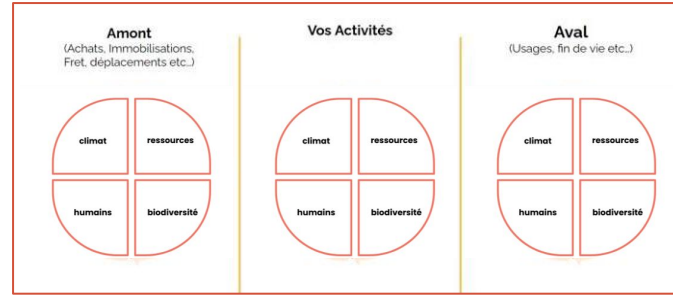 Amont
(Achats, Immobilisations,
Fret, déplacements etc..)
climat
ressources
humains
biodiversité
Vos Activités
climat
ressources
humains
biodiversité
Aval
(Usages, fin de vie etc..)
climat
ressources
humains
biodiversité